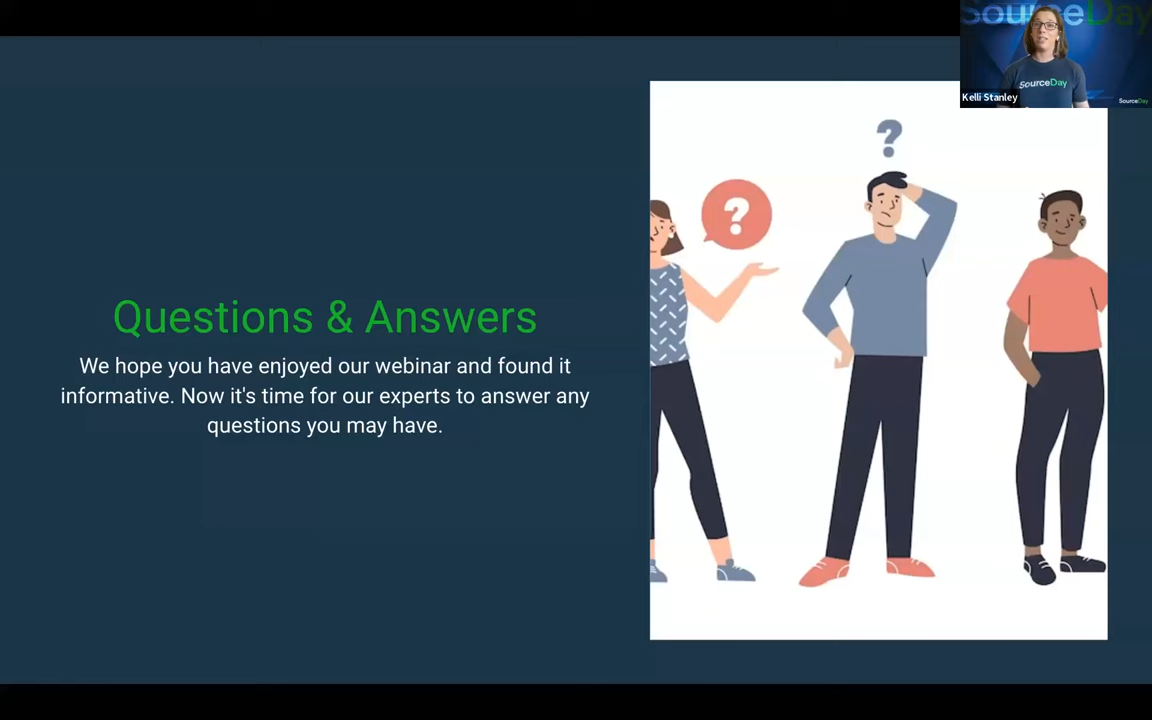 SourceDay
SourceDay
Kelli Stanley
SourceDay
?
?
Questions & Answers
We hope you have enjoyed our webinar and found it
informative. Now it's time for our experts to answer any
questions you may have.